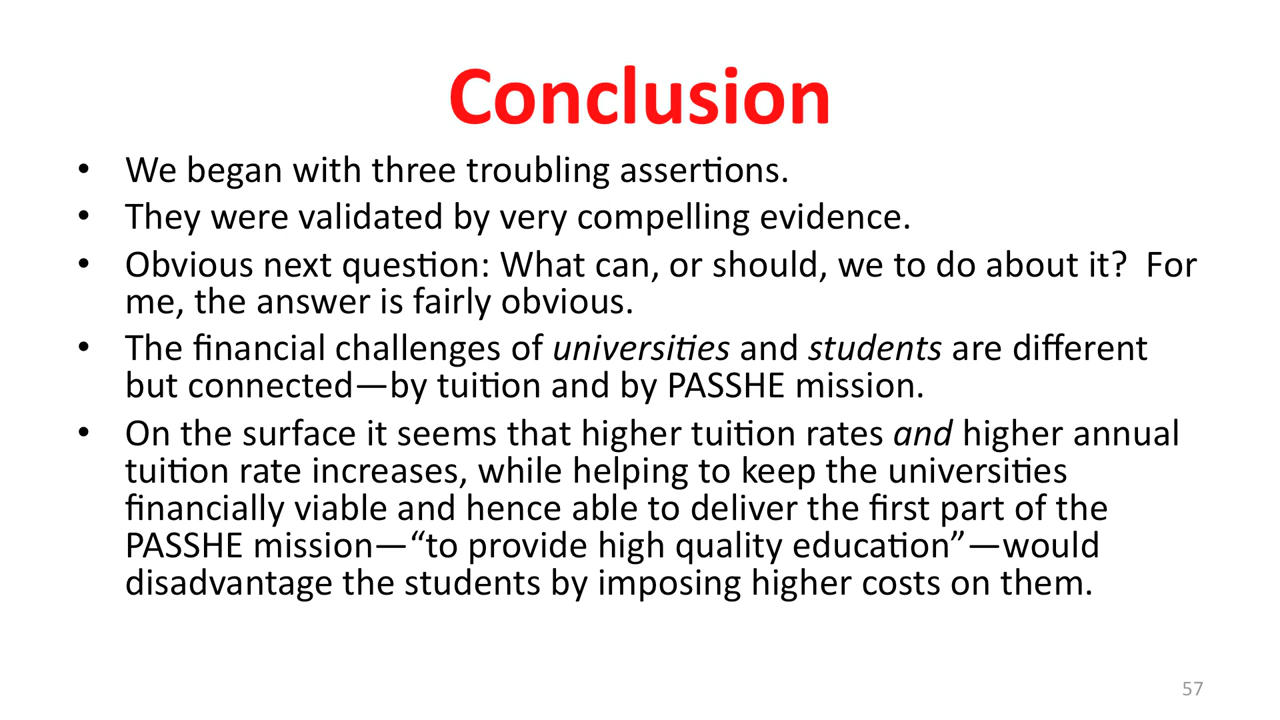 Conclusion
• We began with three troubling assertions.
• They were validated by very compelling evidence.
• Obvious next question: What can, or should, we to do about it?  For
me, the answer is fairly obvious.
• The financial challenges of universities and students are different
but connected—by tuition and by PASSHE mission.
• On the surface it seems that higher tuition rates and higher annual
tuition rate increases, while helping to keep the universities
financially viable and hence able to deliver the first part of the
PASSHE mission—“to provide high quality education”—would
disadvantage the students by imposing higher costs on them.
57